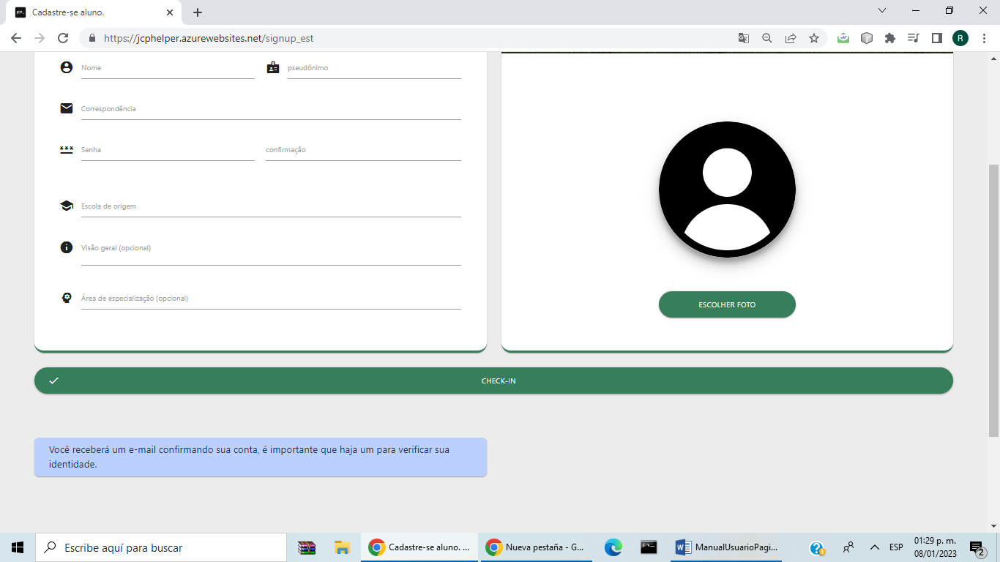 JCP_
Cadastre-se aluno.
https://jcphelper.azurewebsites.net/signup_est
R
Nome
pseudônimo
Correspondência
Senha
confirmação
Escola de origem
Visão geral (opcional)
Área de especialização (opcional)
ESCOLHER FOTO
CHECK-IN
Você receberá um e-mail confirmando sua conta, é importante que haja um para verificar sua
identidade.
Escribe aquí para buscar
Cadastre-se aluno. ...
Nueva pestaña - G...
ManualUsuarioPagi...
ESP
01:29 p. m.
08/01/2023
2